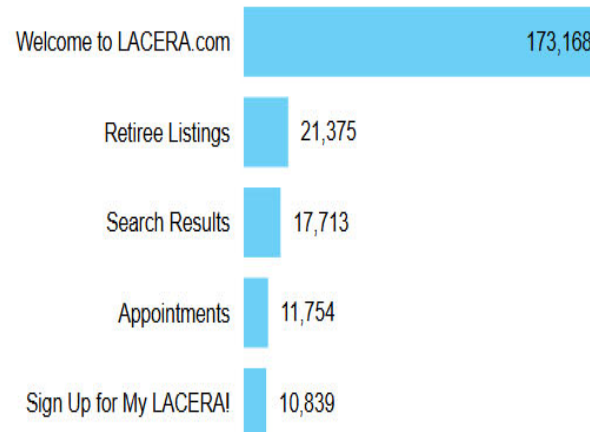 Welcome to LACERA.com 173,168
Retiree Listings 21,375
Search Results 17,713
Appointments 11,754
Sign Up for My LACERA! 10,839